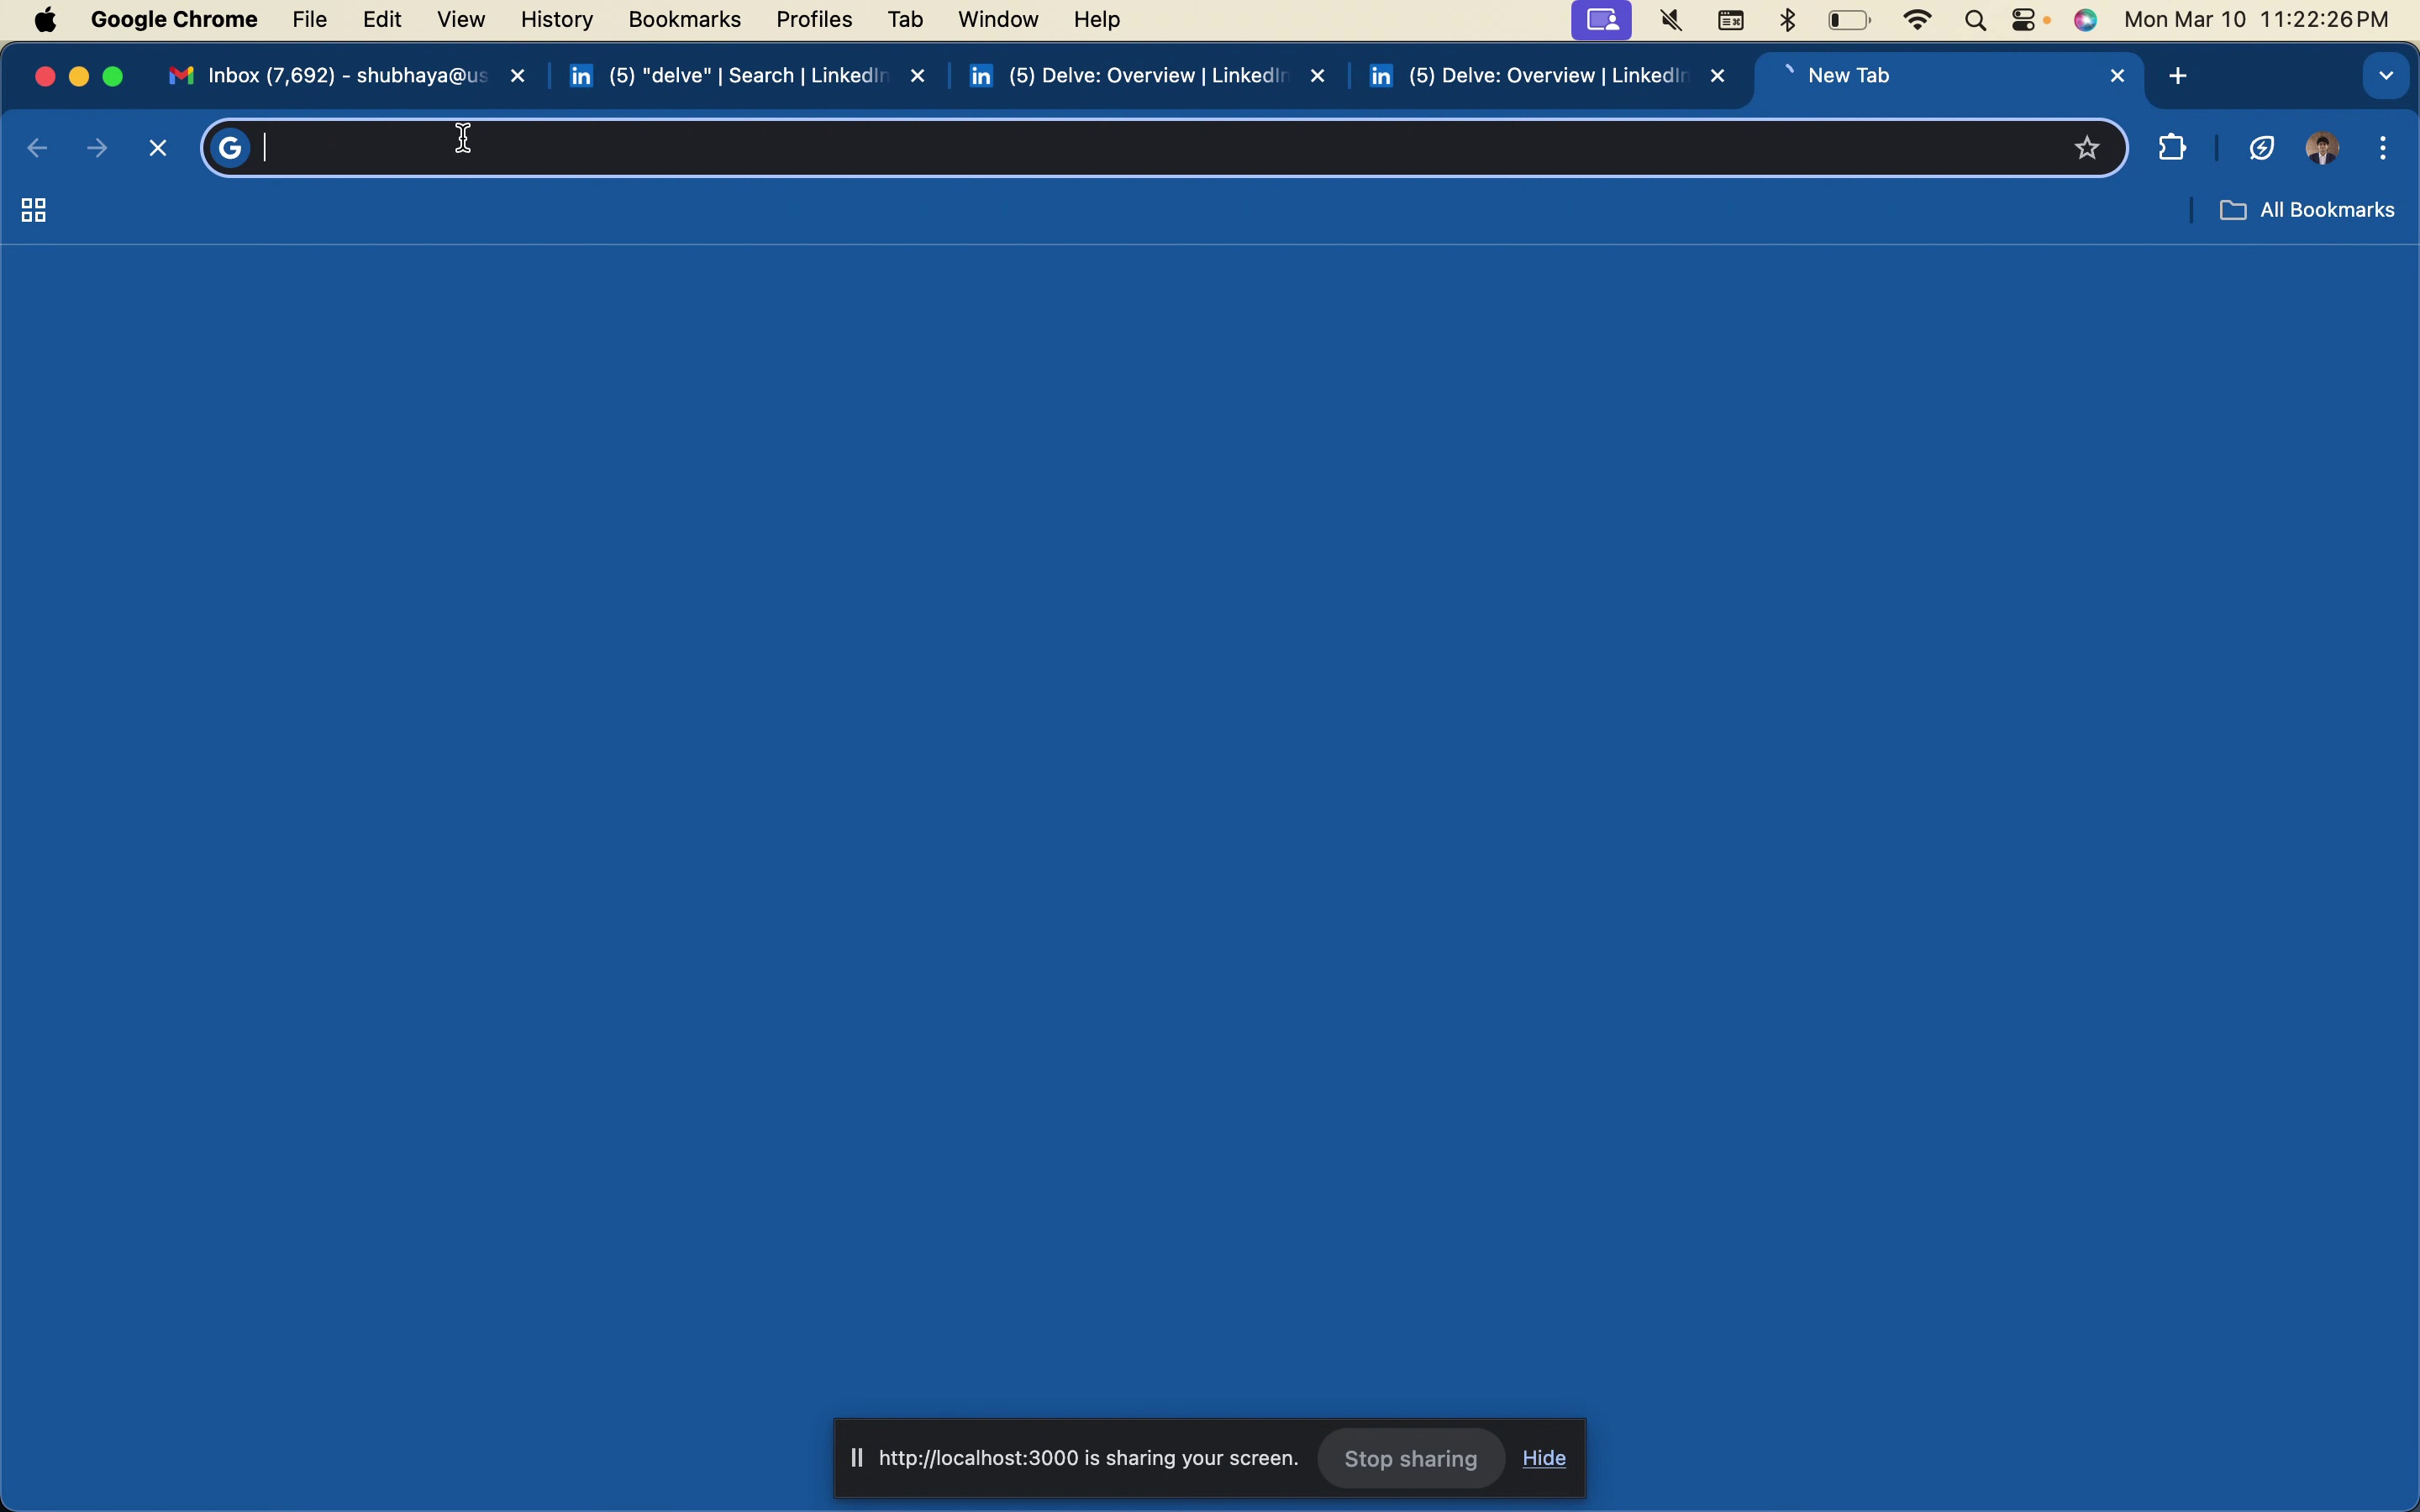 Google Chrome File Edit View History Bookmarks Profiles Tab Window Help Mon Mar 10 11:22:26 PM
Inbox (7,692) - shubhaya@us (5) "delve" | Search | LinkedIn (5) Delve: Overview | LinkedIn (5) Delve: Overview | LinkedIn New Tab
G
All Bookmarks
http://localhost:3000 is sharing your screen. Stop sharing Hide